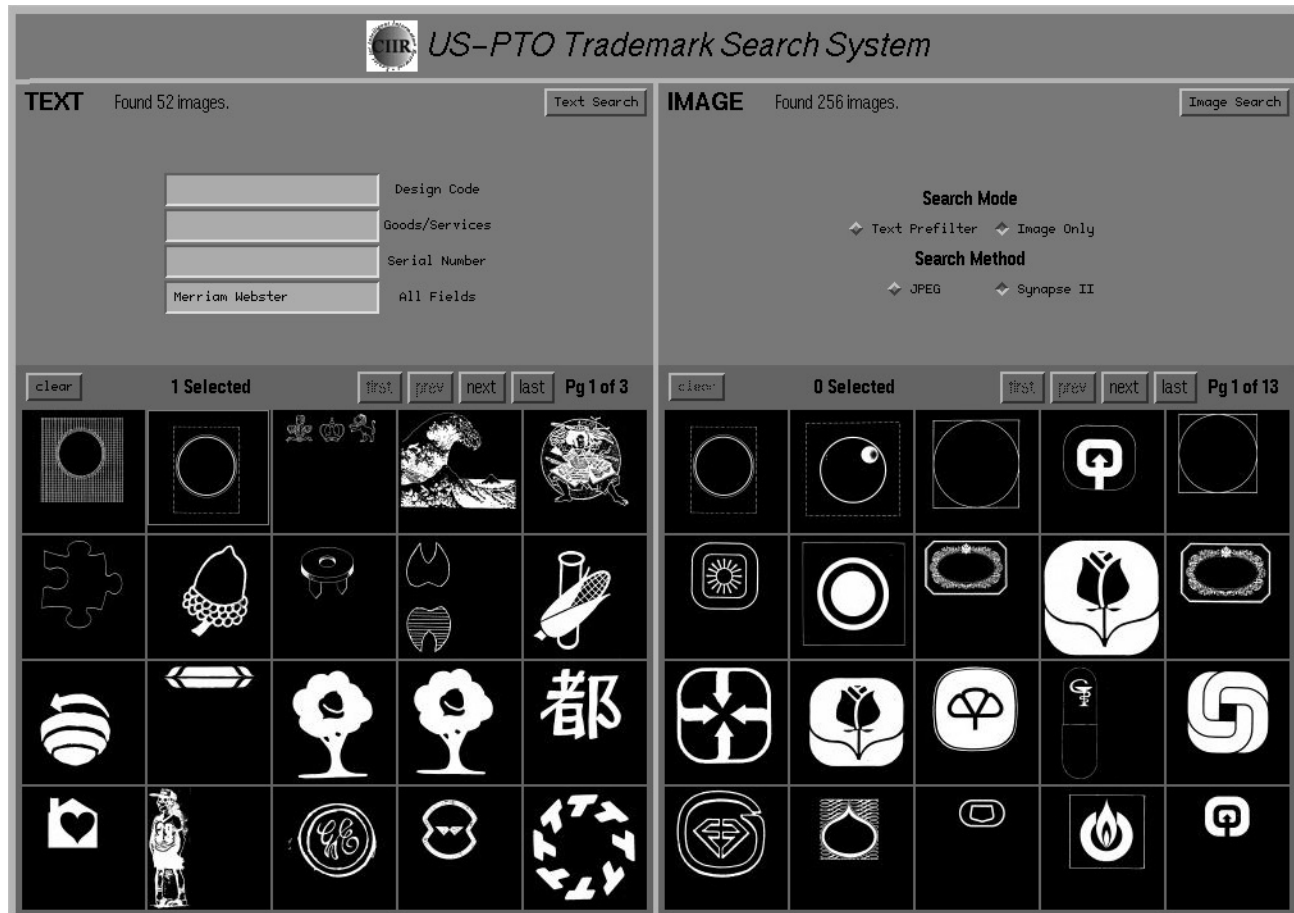 CIIR US-PTO Trademark Search System
TEXT Found 52 images. Text Search
Design Code
Goods/Services
Serial Number
Merriam Webster All Fields
clear 1 Selected first prev next last Pg 1 of 3
IMAGE Found 256 images. Image Search
Search Mode
Text Prefilter Image Only
Search Method
JPEG Synapse II
clear 0 Selected first prev next last Pg 1 of 13
都
39
GE
T T T T T T T T T